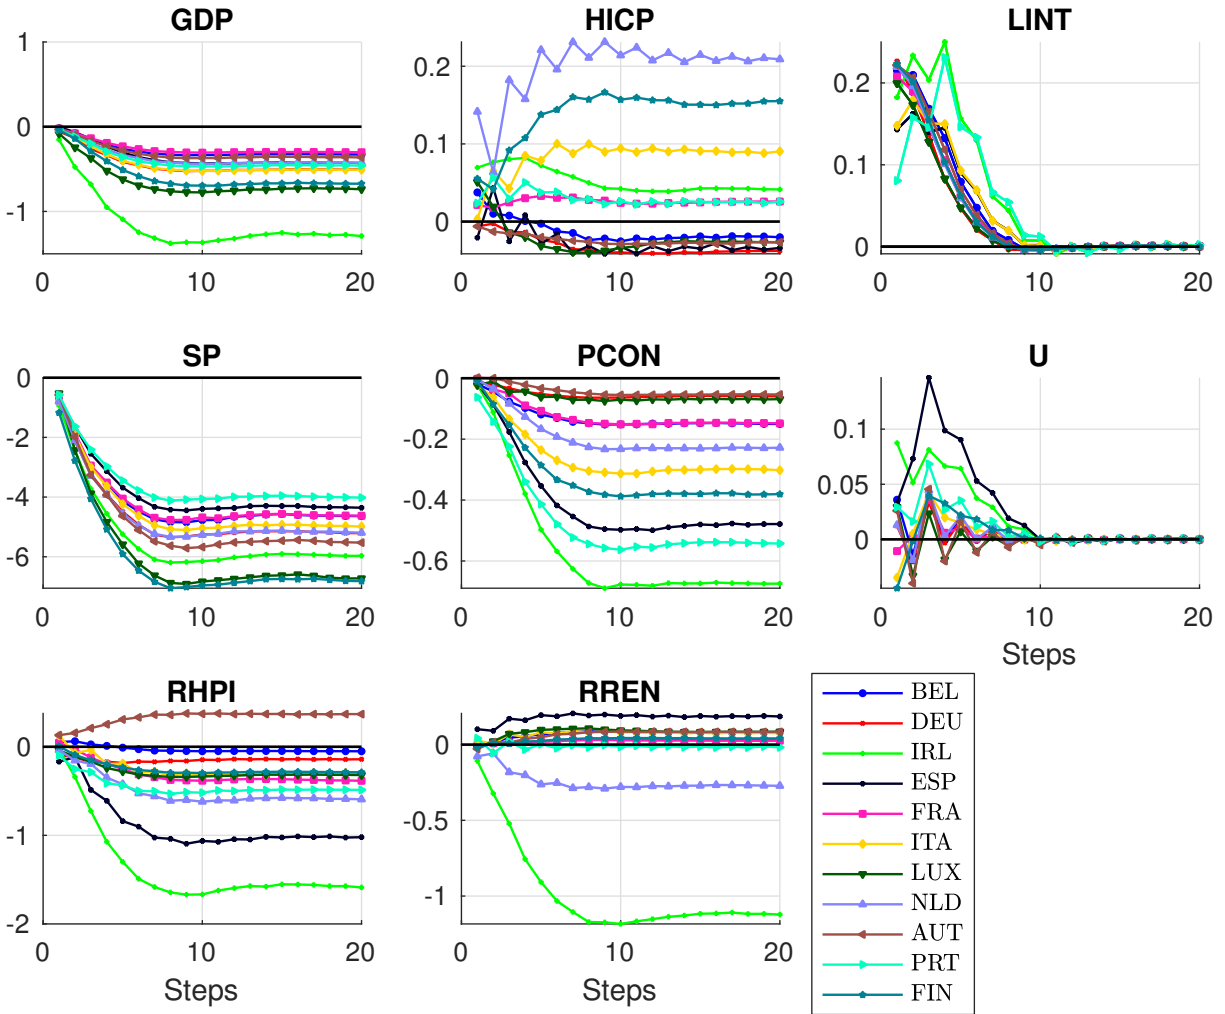 GDP HICP LINT
1 0.2 0.2
0 0.1 0.1
-1 0 0
0 10 20 0 10 20 0 10 20
SP PCON U
0 0 0.1
-2 -0.2 0.05
-4 -0.4 0
-6 -0.6
0 10 20 0 10 20 0 10 20
Steps
RHPI RREN
0 0
-1 -0.5
-2 -1
0 10 20 0 10 20
Steps Steps
BEL
DEU
IRL
ESP
FRA
ITA
LUX
NLD
AUT
PRT
FIN